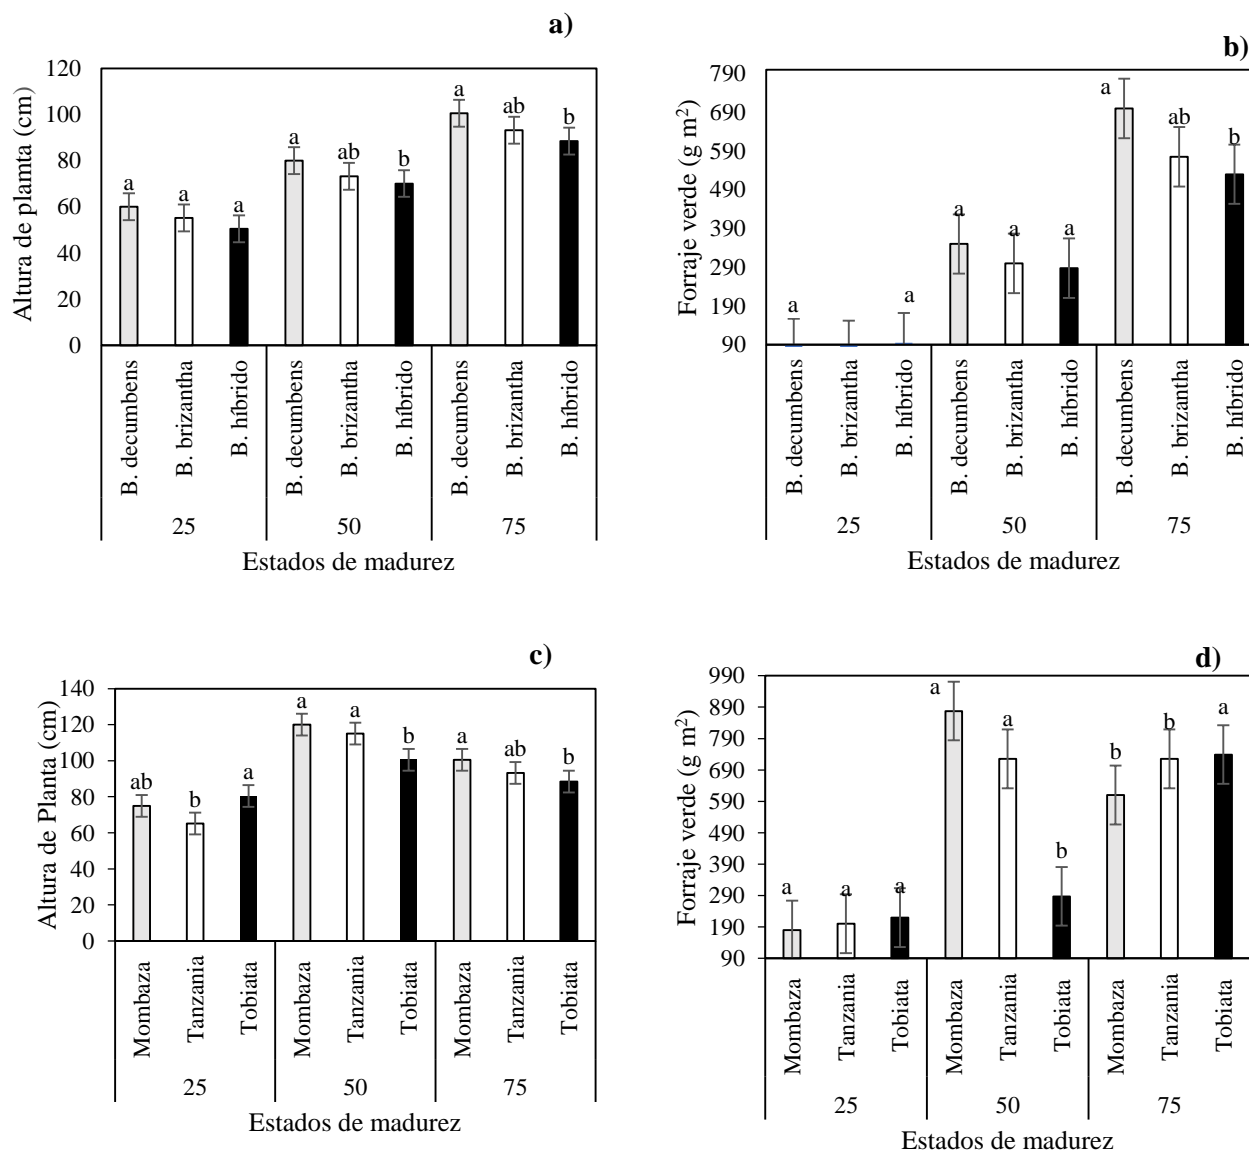 a)
Altura de plamta (cm)
120
100
80
60
40
20
0
a
a
a
a
ab
b
a
ab
b
B. decumbens
B. brizantha
B. híbrido
B. decumbens
B. brizantha
B. híbrido
B. decumbens
B. brizantha
B. híbrido
25
50
75
Estados de madurez
b)
Forraje verde (g m²)
790
690
590
490
390
290
190
90
a
a
a
a
a
a
ab
b
B. decumbens
B. brizantha
B. híbrido
B. decumbens
B. brizantha
B. híbrido
B. decumbens
B. brizantha
B. híbrido
25
50
75
Estados de madurez
c)
Altura de Planta (cm)
140
120
100
80
60
40
20
0
ab
b
a
a
a
b
a
ab
b
Mombaza
Tanzania
Tobiata
Mombaza
Tanzania
Tobiata
Mombaza
Tanzania
Tobiata
25
50
75
Estados de madurez
d)
Forraje verde (g m²)
990
890
790
690
590
490
390
290
190
90
a
a
a
a
a
b
b
b
a
Mombaza
Tanzania
Tobiata
Mombaza
Tanzania
Tobiata
Mombaza
Tanzania
Tobiata
25
50
75
Estados de madurez